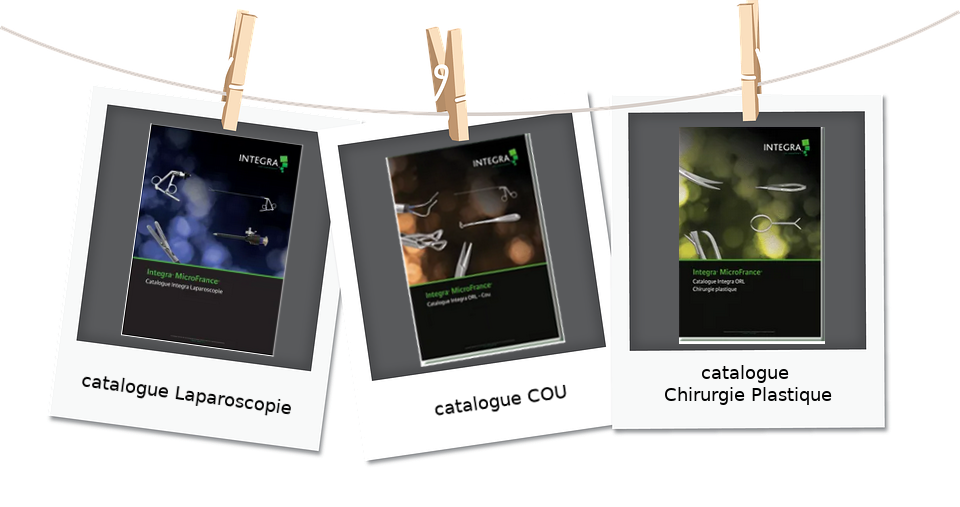 INTEGRA
Integra® MicroFrance®
Catalogue Integra Laparoscopie
catalogue Laparoscopie
INTEGRA
Integra® MicroFrance®
Catalogue Integra ORL - Cou
catalogue COU
INTEGRA
Integra® MicroFrance®
Catalogue Integra ORL
Chirurgie plastique
catalogue
Chirurgie Plastique